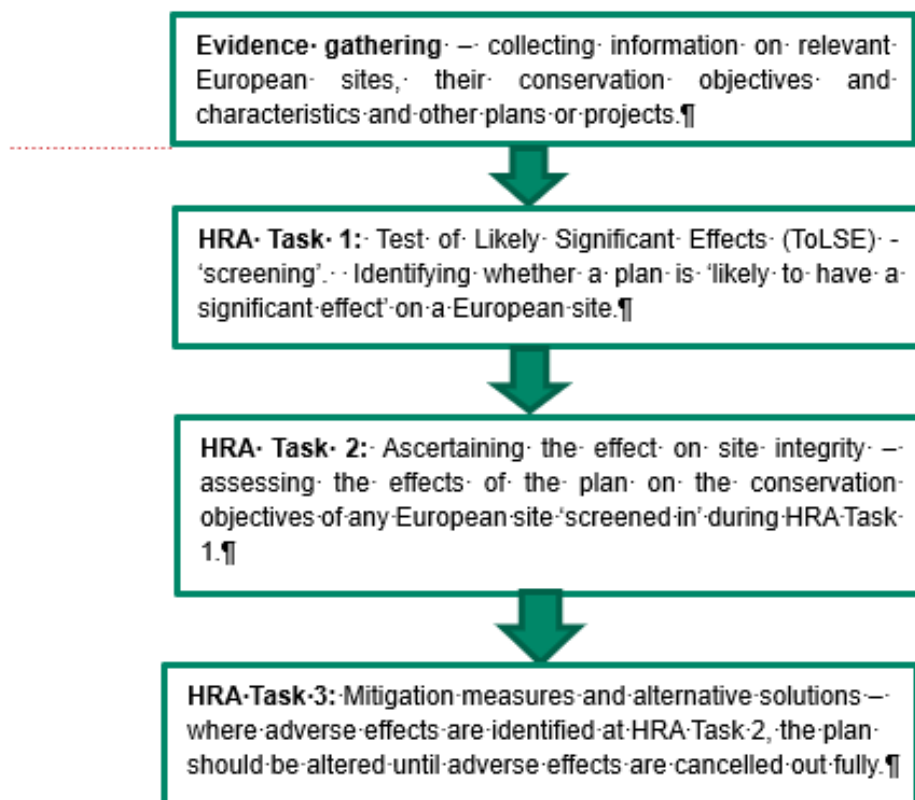 Evidence gathering – collecting information on relevant
European sites, their conservation objectives and
characteristics and other plans or projects.¶
HRA Task 1: Test of Likely Significant Effects (ToLSE) -
‘screening’. Identifying whether a plan is ‘likely to have a
significant effect’ on a European site.¶
HRA Task 2: Ascertaining the effect on site integrity –
assessing the effects of the plan on the conservation
objectives of any European site ‘screened in’ during HRA Task
1.¶
HRA Task 3: Mitigation measures and alternative solutions –
where adverse effects are identified at HRA Task 2, the plan
should be altered until adverse effects are cancelled out fully.¶